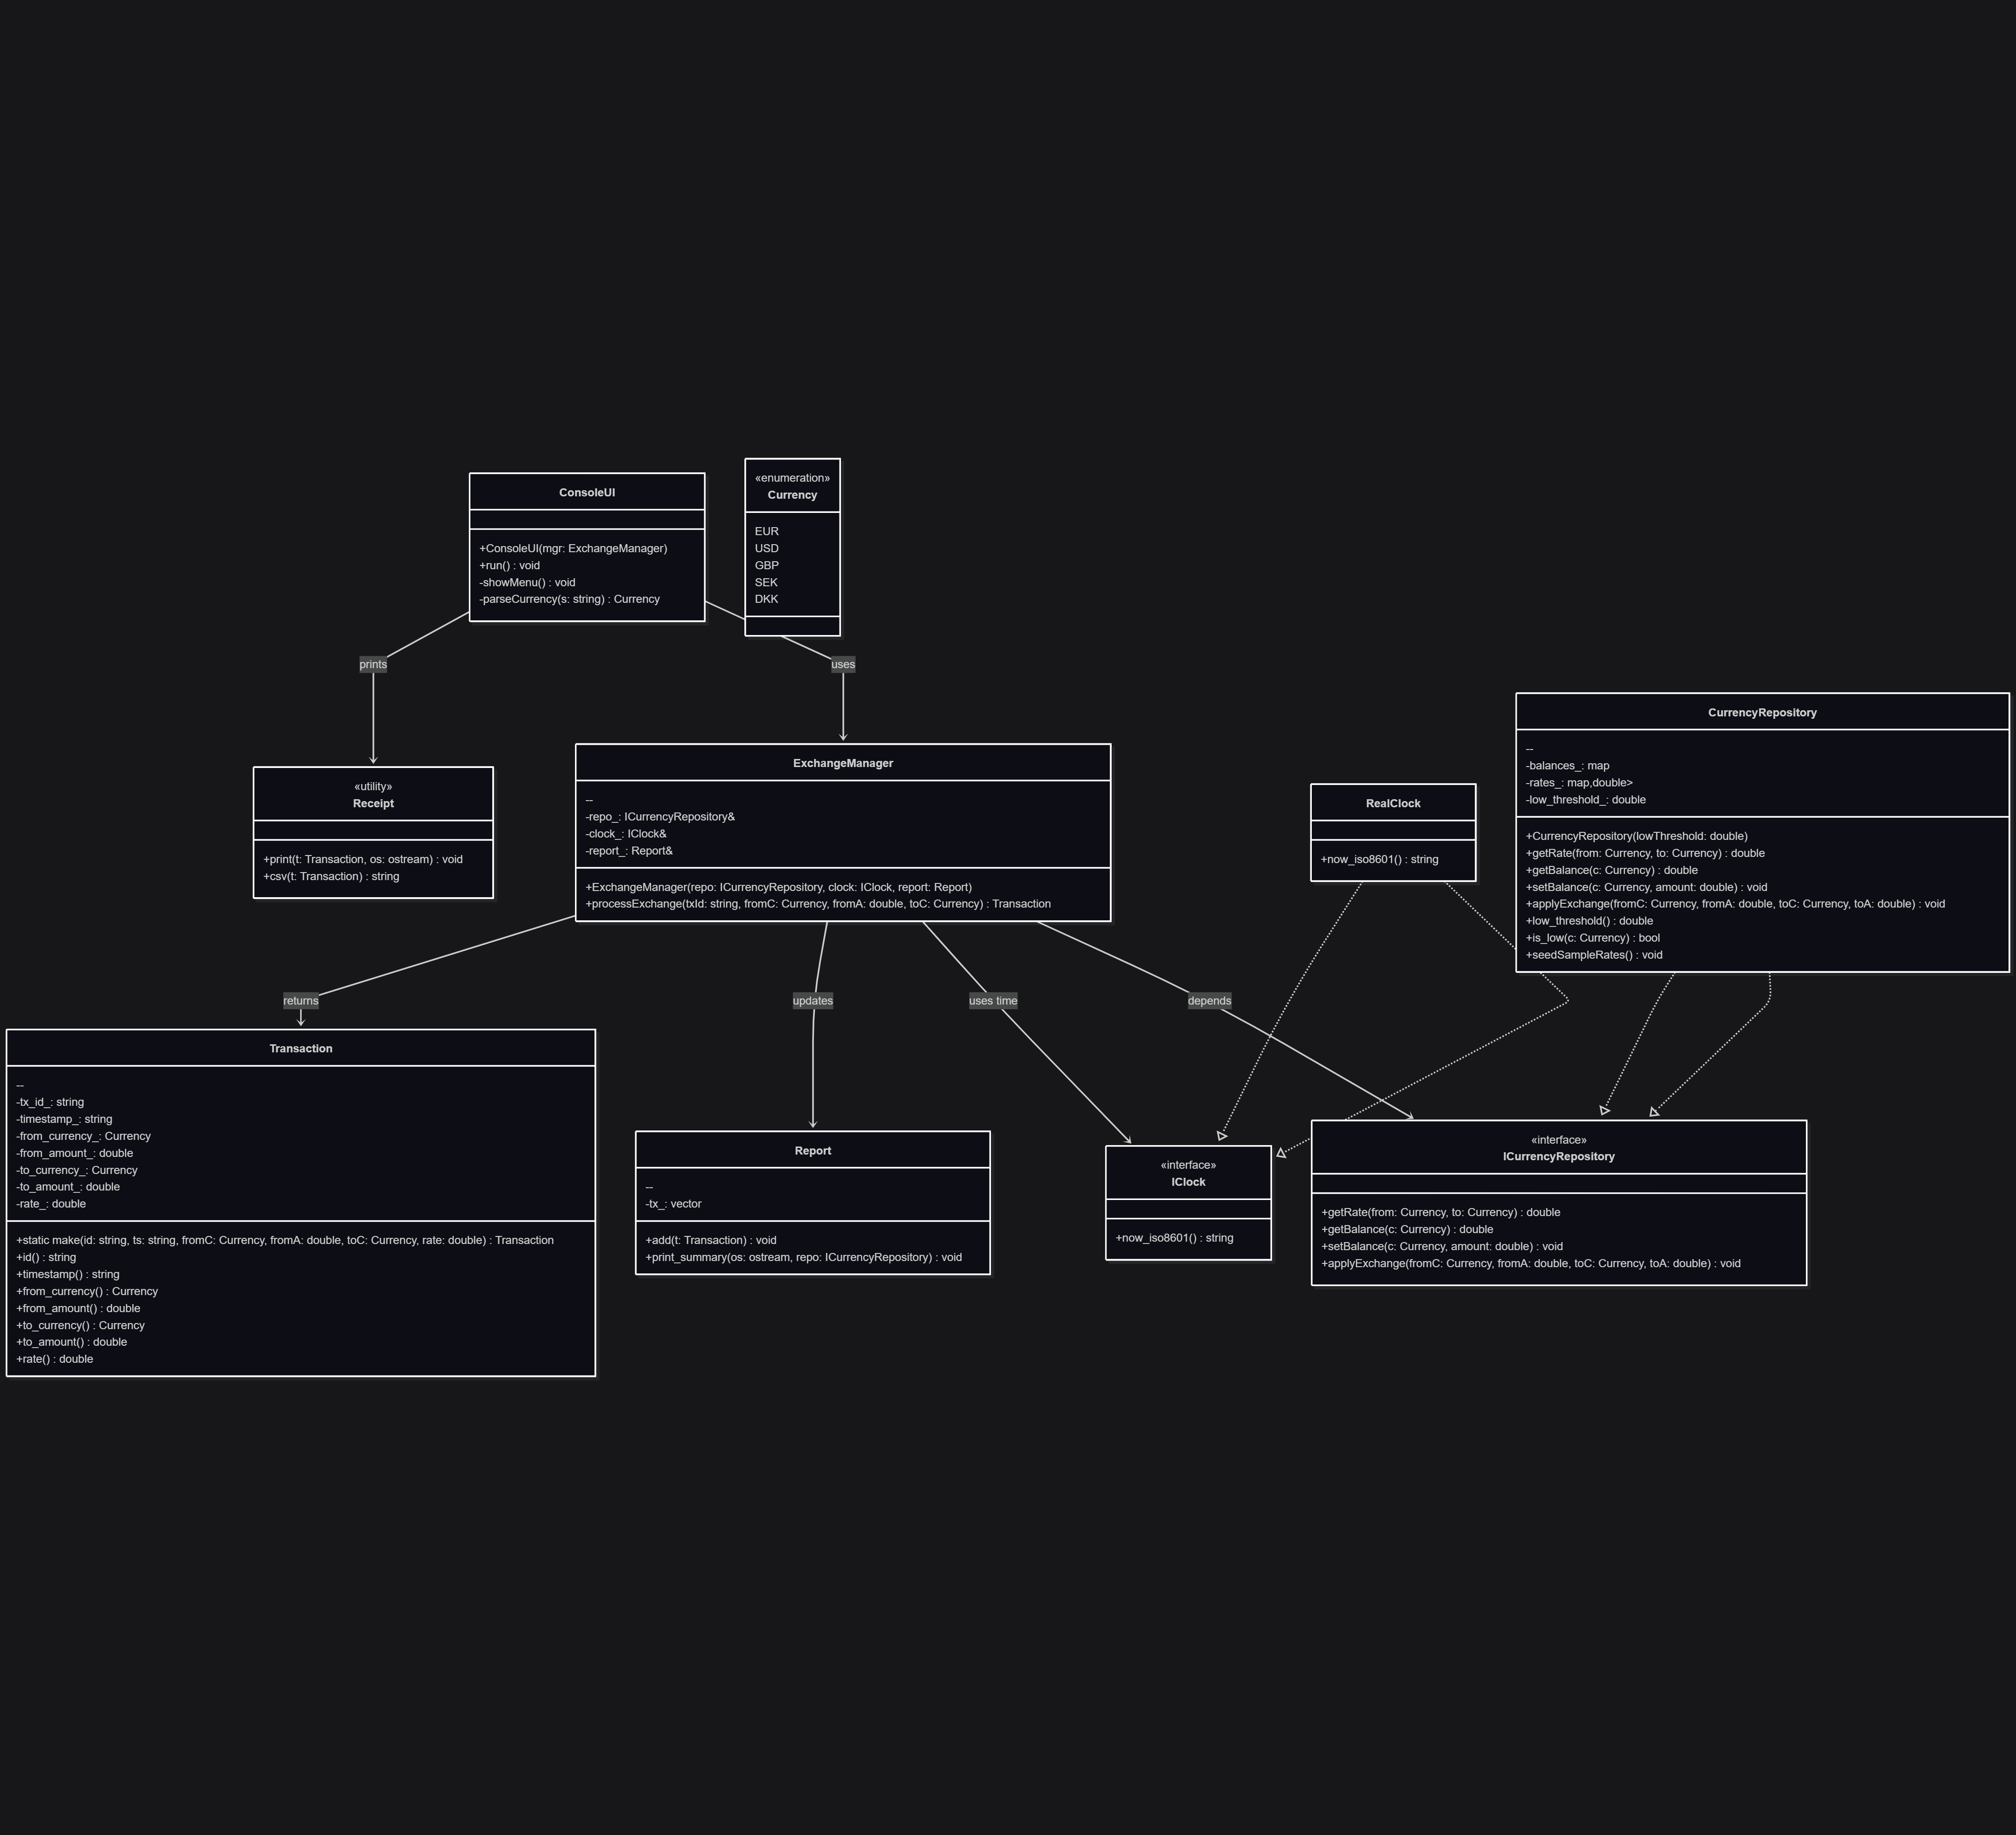 ConsoleUI
+ConsoleUI(mgr: ExchangeManager)
+run() : void
-showMenu() : void
-parseCurrency(s: string) : Currency
«enumeration»
Currency
EUR
USD
GBP
SEK
DKK
prints
uses
«utility»
Receipt
+print(t: Transaction, os: ostream) : void
+csv(t: Transaction) : string
ExchangeManager
--
-repo_: ICurrencyRepository&
-clock_: IClock&
-report_: Report&
+ExchangeManager(repo: ICurrencyRepository, clock: IClock, report: Report)
+processExchange(txId: string, fromC: Currency, fromA: double, toC: Currency) : Transaction
RealClock
+now_iso8601() : string
CurrencyRepository
--
-balances_: map
-rates_: map,double>
-low_threshold_: double
+CurrencyRepository(lowThreshold: double)
+getRate(from: Currency, to: Currency) : double
+getBalance(c: Currency) : double
+setBalance(c: Currency, amount: double) : void
+applyExchange(fromC: Currency, fromA: double, toC: Currency, toA: double) : void
+low_threshold() : double
+is_low(c: Currency) : bool
+seedSampleRates() : void
returns
updates
uses time
depends
Transaction
--
-tx_id_: string
-timestamp_: string
-from_currency_: Currency
-from_amount_: double
-to_currency_: Currency
-to_amount_: double
-rate_: double
+static make(id: string, ts: string, fromC: Currency, fromA: double, toC: Currency, rate: double) : Transaction
+id() : string
+timestamp() : string
+from_currency() : Currency
+from_amount() : double
+to_currency() : Currency
+to_amount() : double
+rate() : double
Report
--
-tx_: vector
+add(t: Transaction) : void
+print_summary(os: ostream, repo: ICurrencyRepository) : void
«interface»
IClock
+now_iso8601() : string
«interface»
ICurrencyRepository
+getRate(from: Currency, to: Currency) : double
+getBalance(c: Currency) : double
+setBalance(c: Currency, amount: double) : void
+applyExchange(fromC: Currency, fromA: double, toC: Currency, toA: double) : void